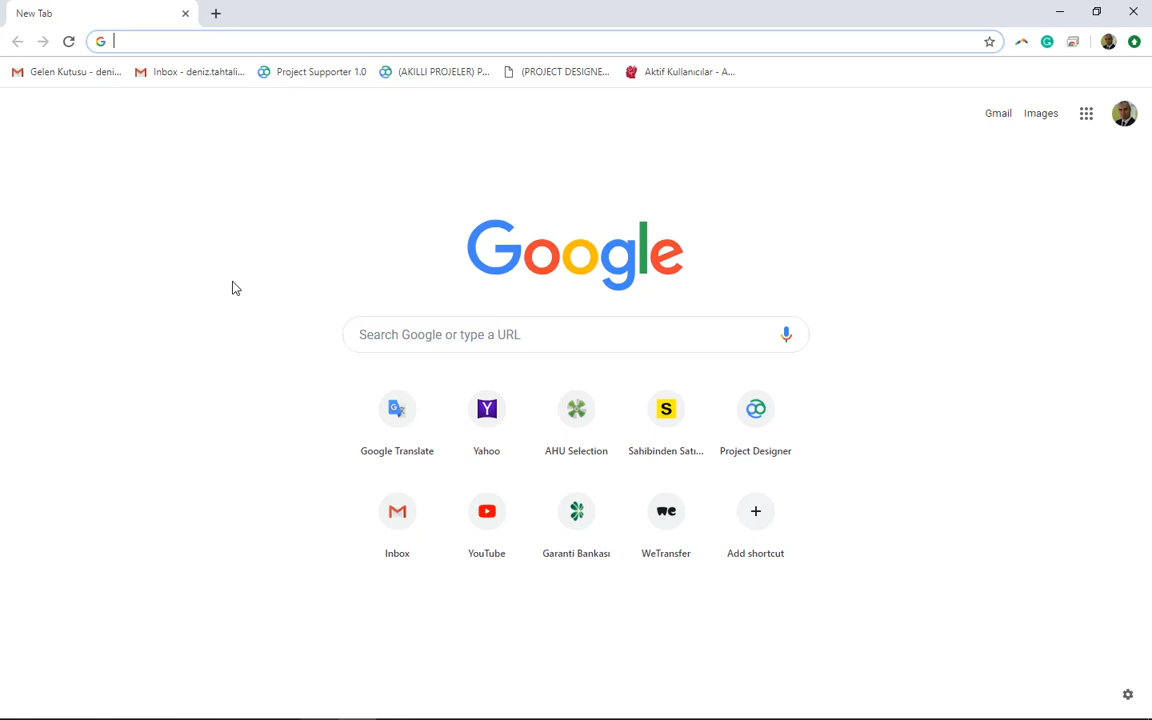 New Tab
Gelen Kutusu - deni...
Inbox - deniz.tahtali...
Project Supporter 1.0
(AKILLI PROJELER) P...
(PROJECT DESIGNE...
Aktif Kullanıcılar - A...
Gmail
Images
Google
Search Google or type a URL
Google Translate
Yahoo
AHU Selection
Sahibinden Satı...
Project Designer
Inbox
YouTube
Garanti Bankası
WeTransfer
Add shortcut